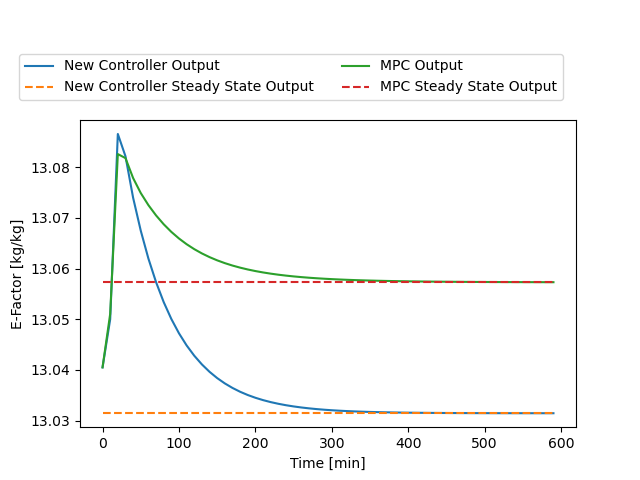 New Controller Output
New Controller Steady State Output
MPC Output
MPC Steady State Output
E-Factor [kg/kg]
13.08
13.07
13.06
13.05
13.04
13.03
0 100 200 300 400 500 600
Time [min]